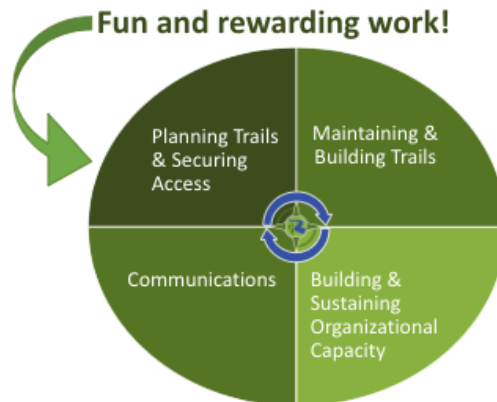 Fun and rewarding work!
Planning Trails
& Securing
Access
Maintaining &
Building Trails
Communications
Building &
Sustaining
Organizational
Capacity